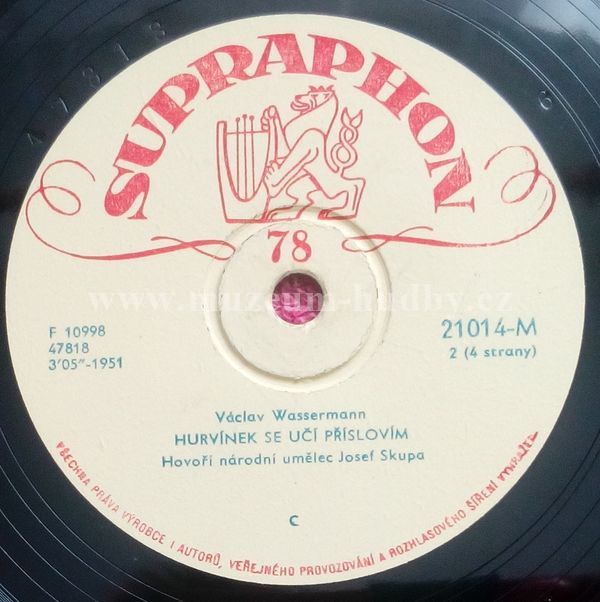 47818
SUPRAPHON
78
www.muzeum-hudby.cz
F 10998
47818
3'05"-1951
21014-M
2 (4 strany)
Václav Wassermann
HURVÍNEK SE UČÍ PŘÍSLOVÍM
Hovoří národní umělec Josef Skupa
C
VŠECHNA PRÁVA VÝROBCE I AUTORŮ, VEŘEJNÉHO PROVOZOVÁNÍ A ROZHLASOVÉHO ŠÍŘENÍ VYHRAZENA